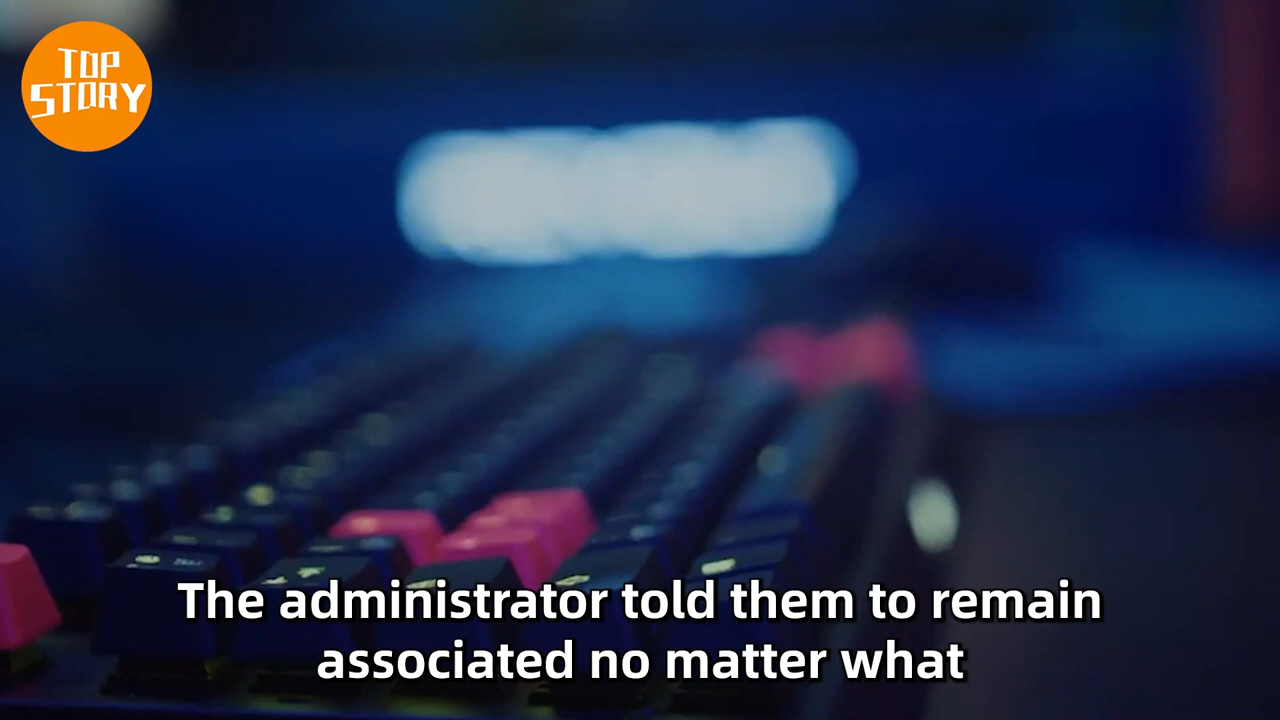 TOP
STORY
The administrator told them to remain
associated no matter what